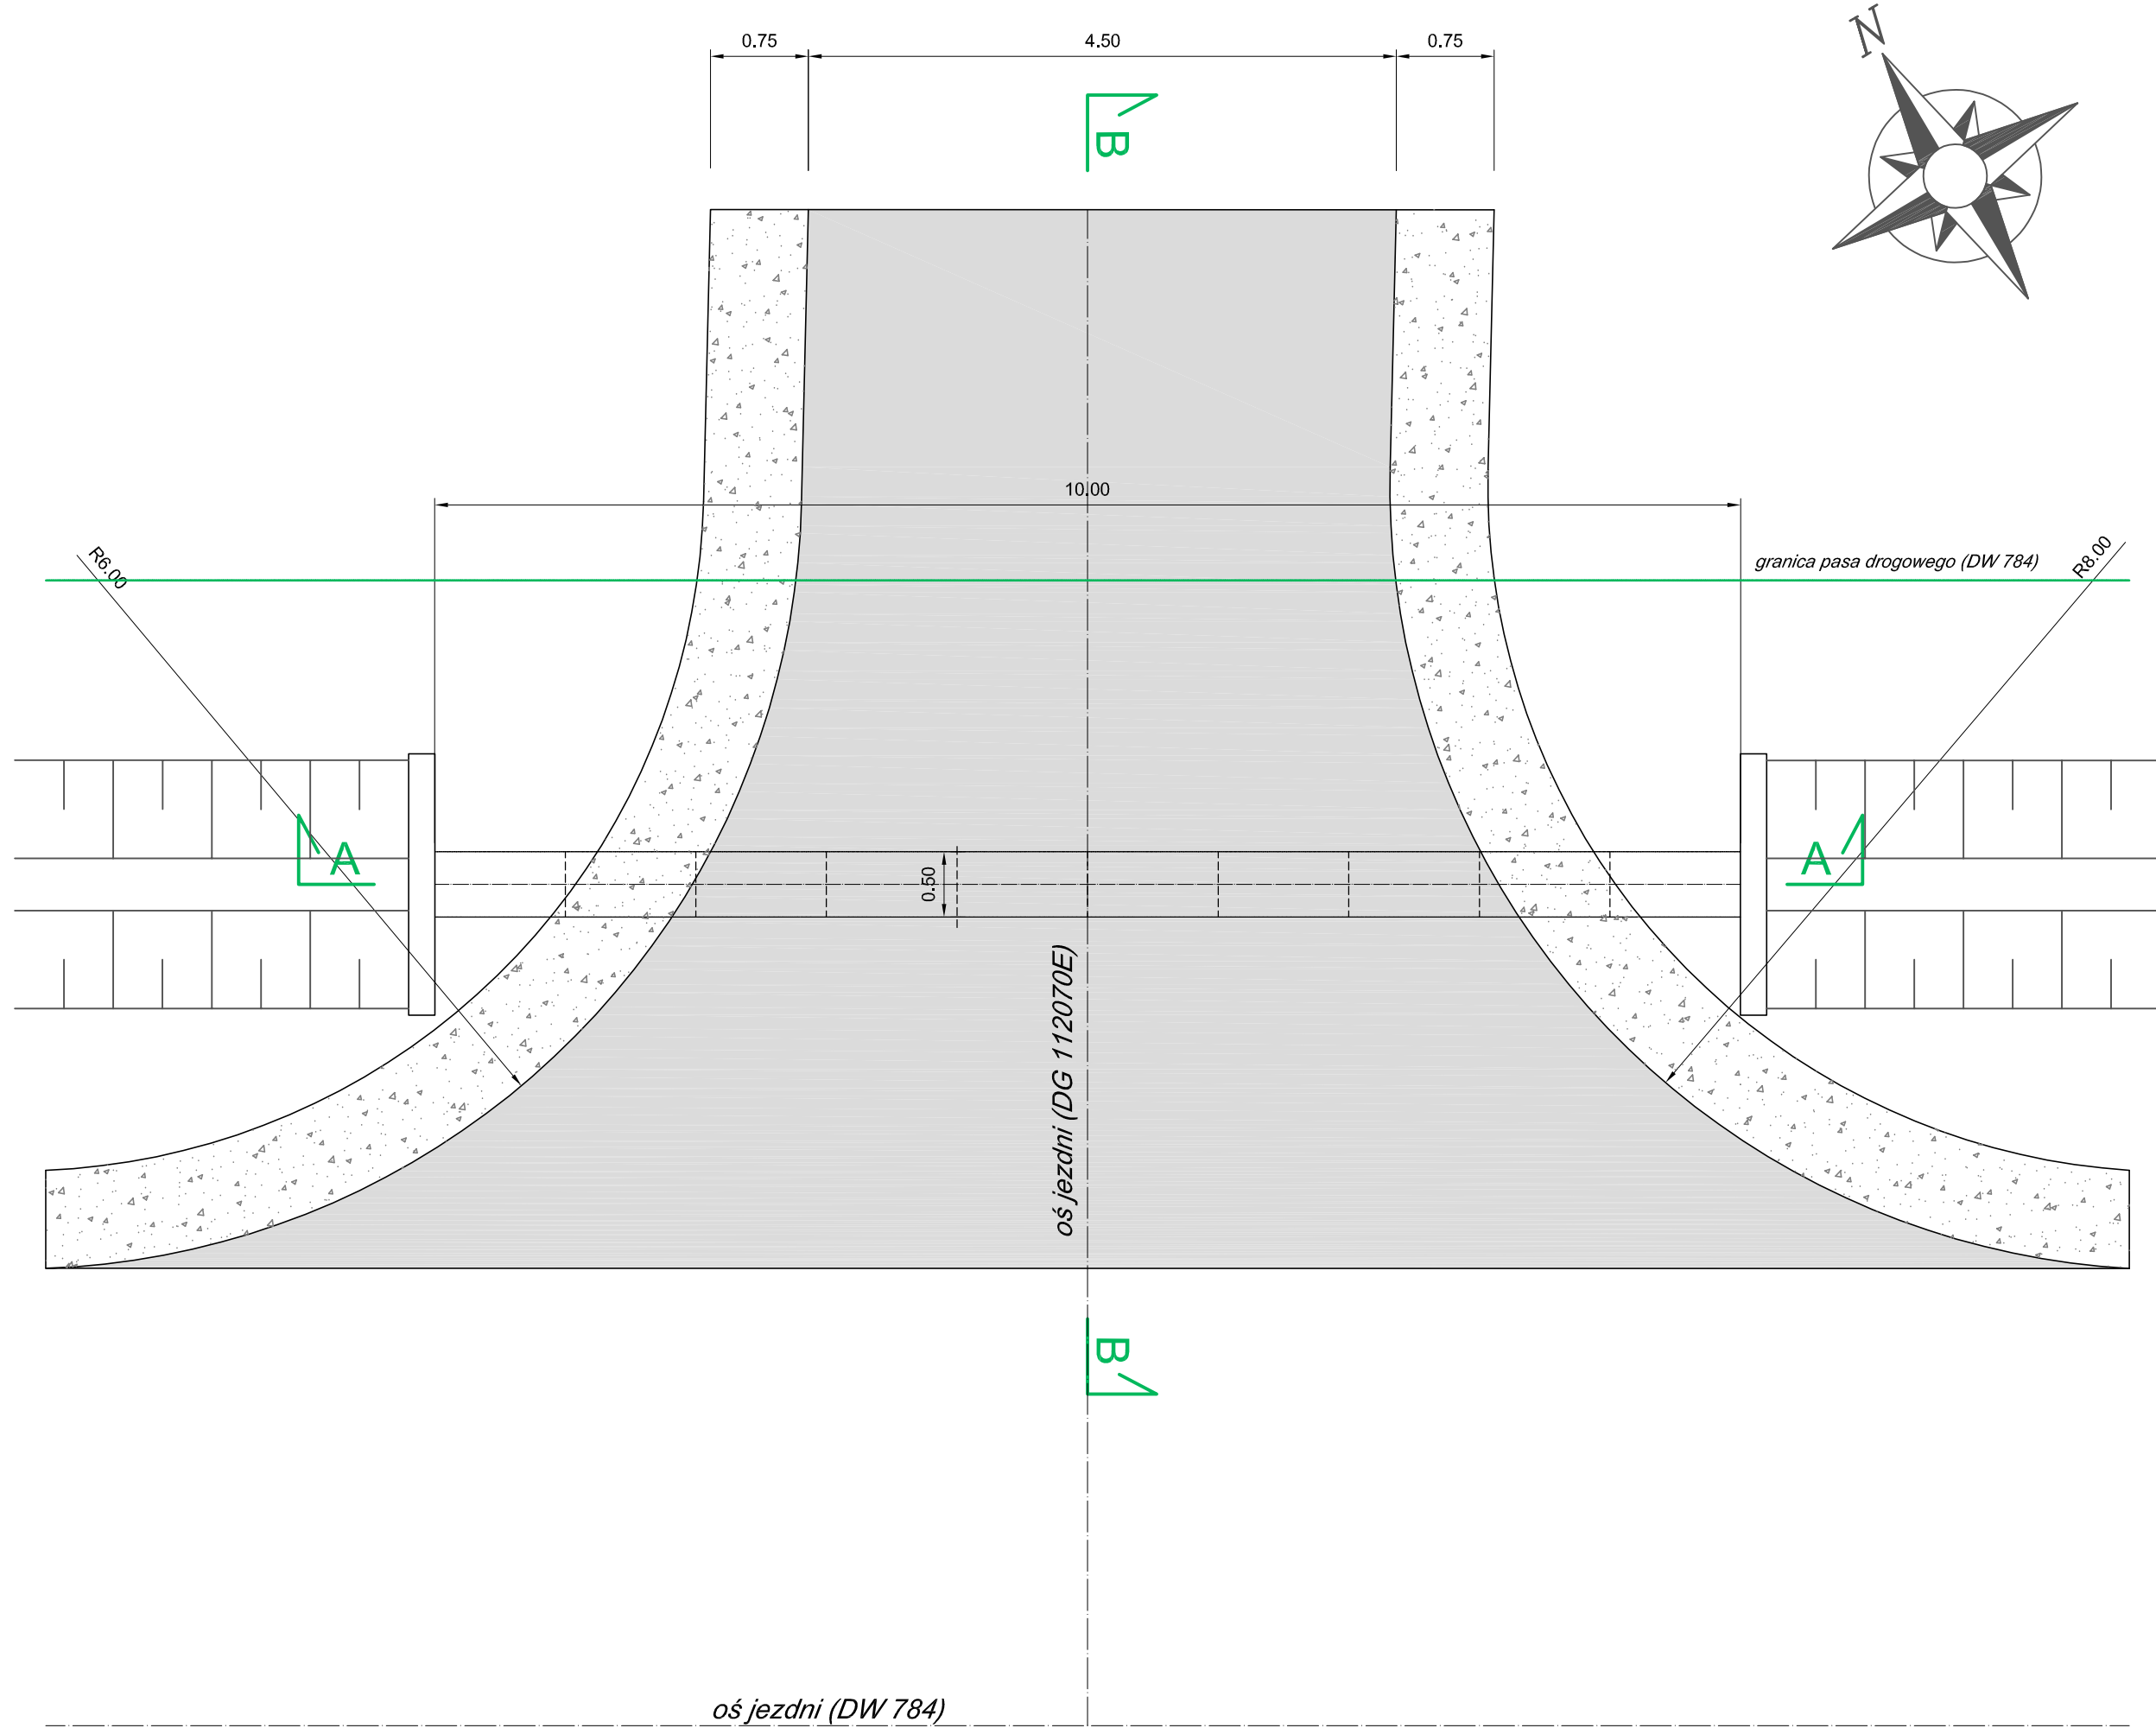 N
0.75
4.50
0.75
B
10.00
R6.00
granica pasa drogowego (DW 784)
R8.00
A
0.50
A
oś jezdni (DG 112070E)
B
oś jezdni (DW 784)